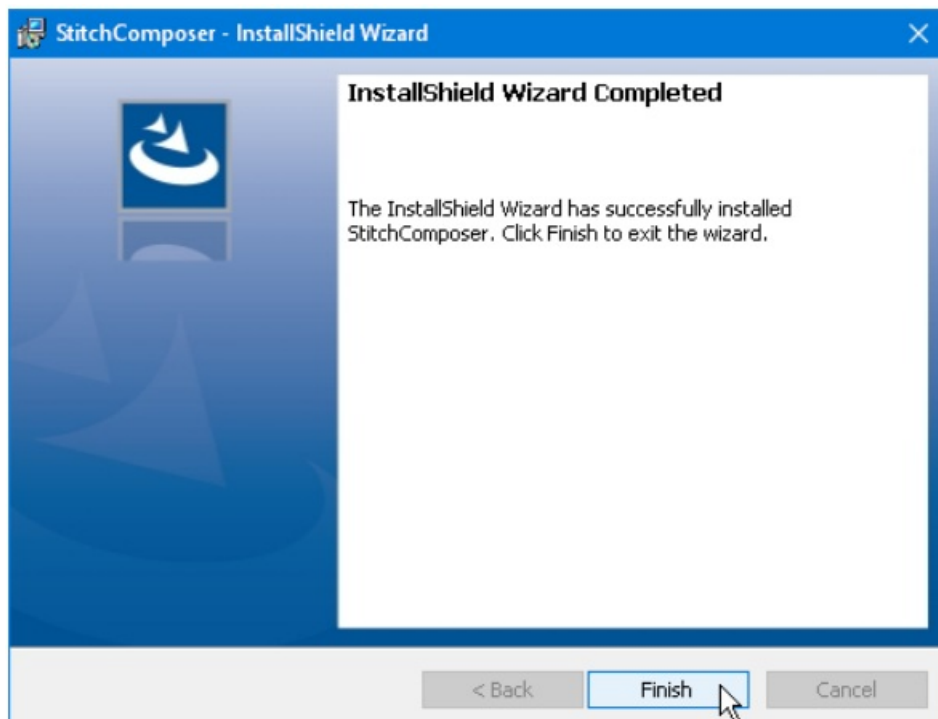 StitchComposer - InstallShield Wizard
InstallShield Wizard Completed
The InstallShield Wizard has successfully installed
StitchComposer. Click Finish to exit the wizard.
< Back
Finish
Cancel